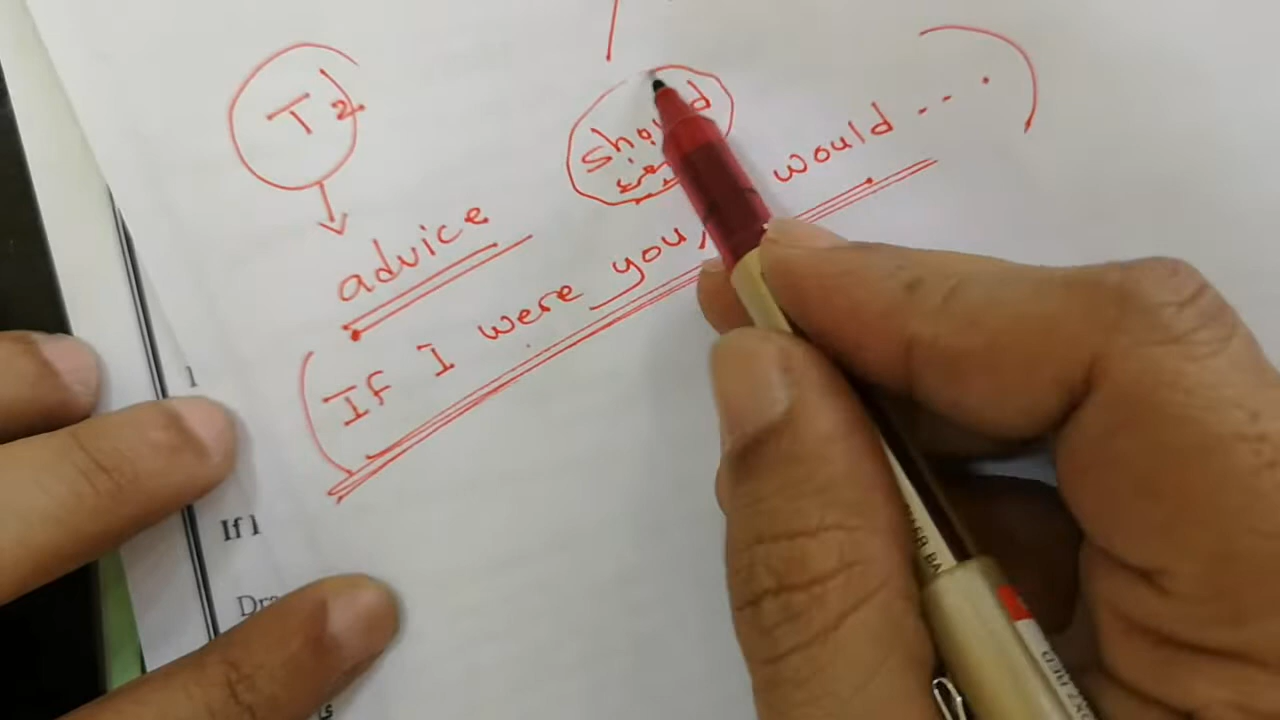 T2
should
advice
If I were you, would ...
If I